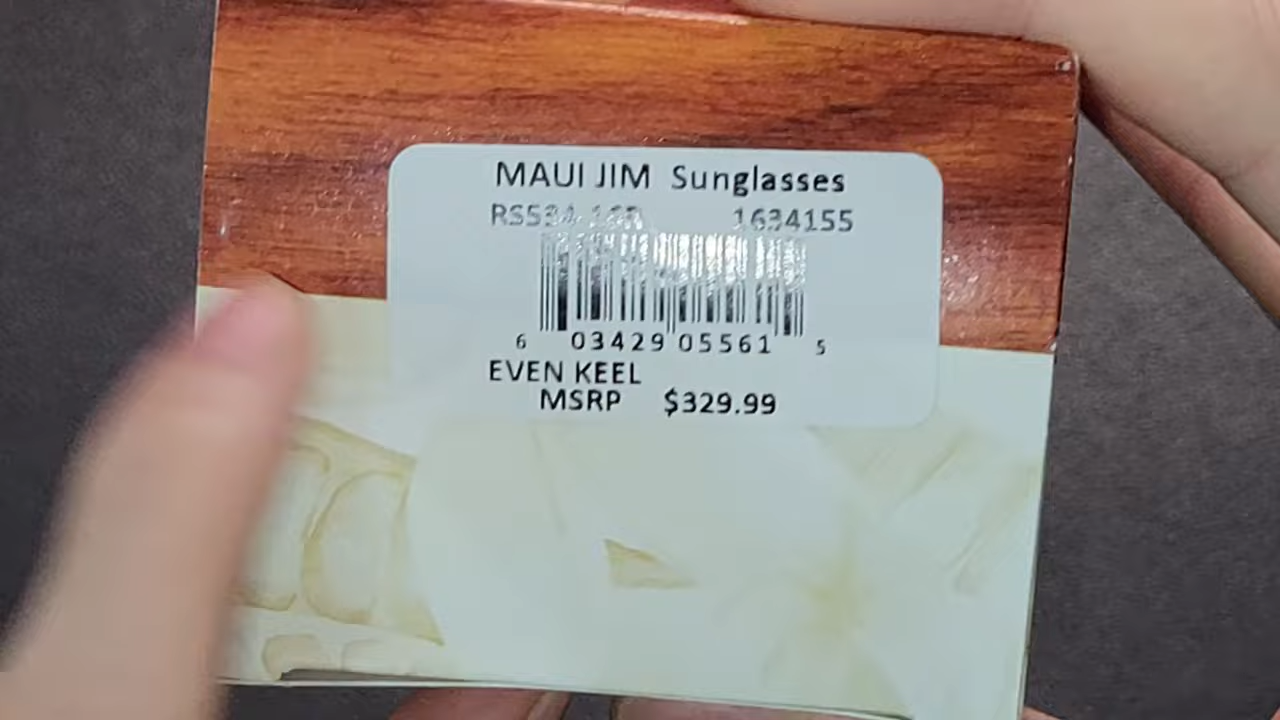 MAUI JIM Sunglasses
1634155
6 03429 05561 5
EVEN KEEL
MSRP $329.99